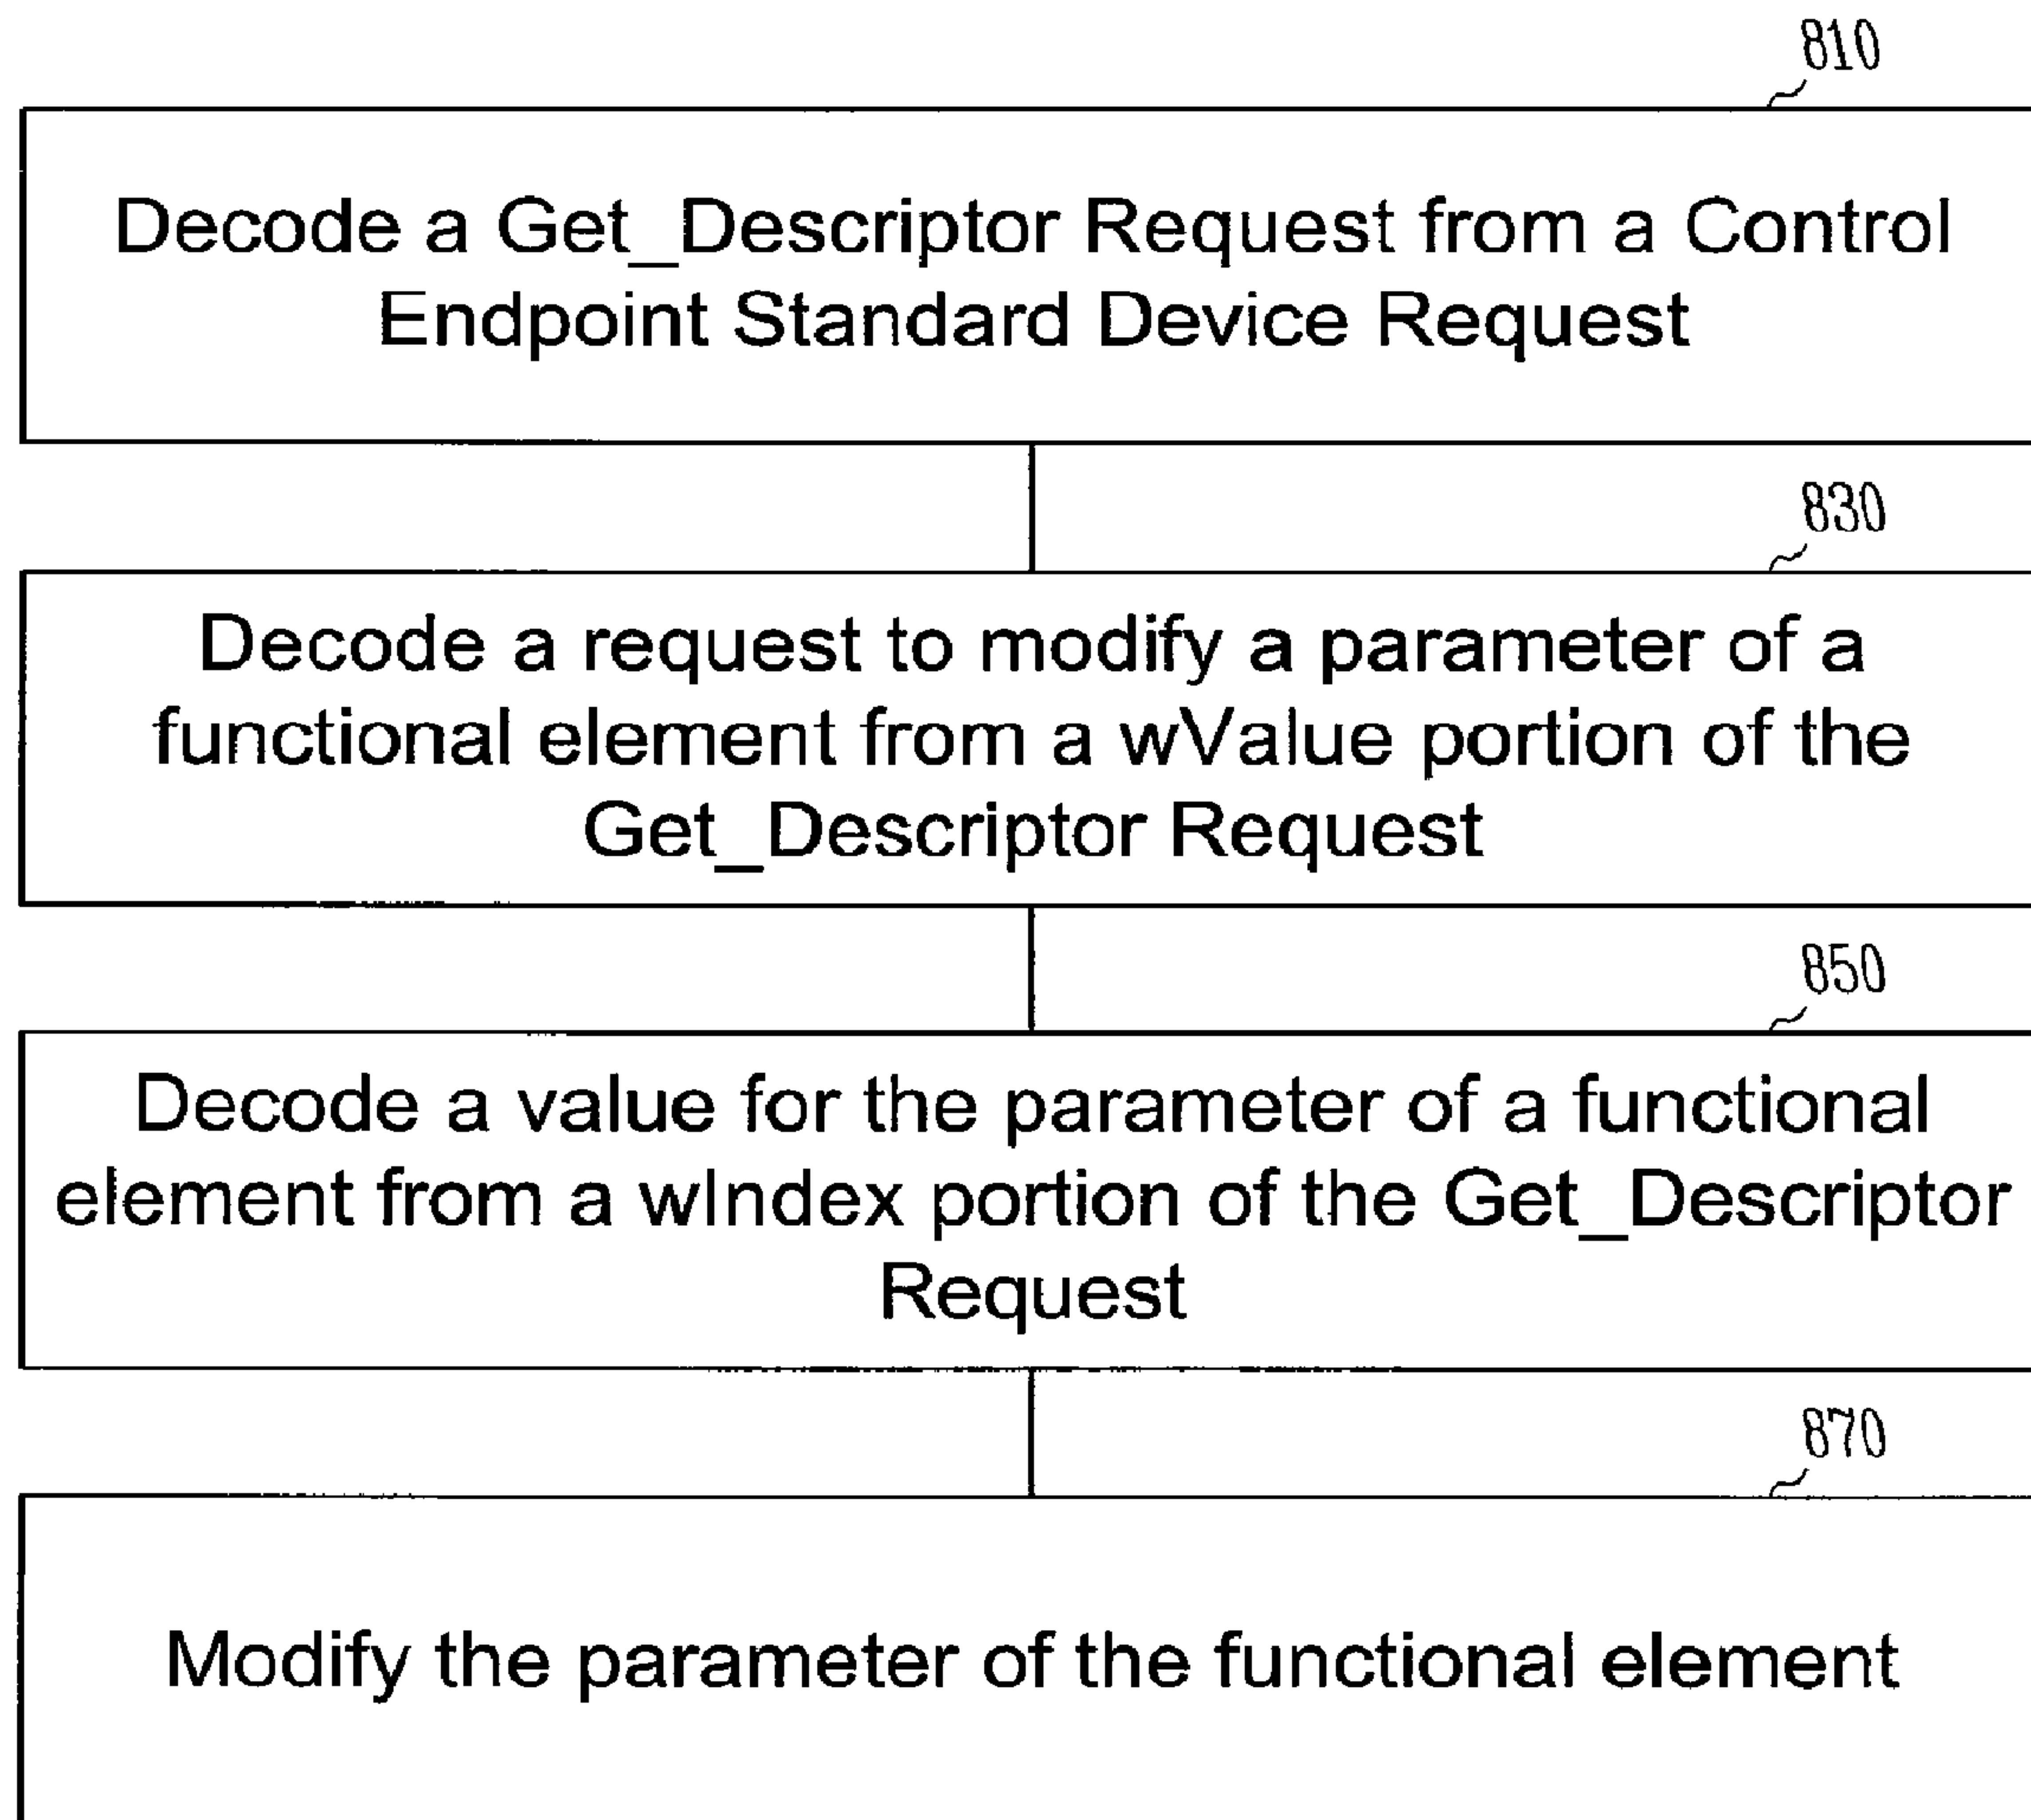 810
Decode a Get_Descriptor Request from a Control
Endpoint Standard Device Request
830
Decode a request to modify a parameter of a
functional element from a wValue portion of the
Get_Descriptor Request
850
Decode a value for the parameter of a functional
element from a wIndex portion of the Get_Descriptor
Request
870
Modify the parameter of the functional element